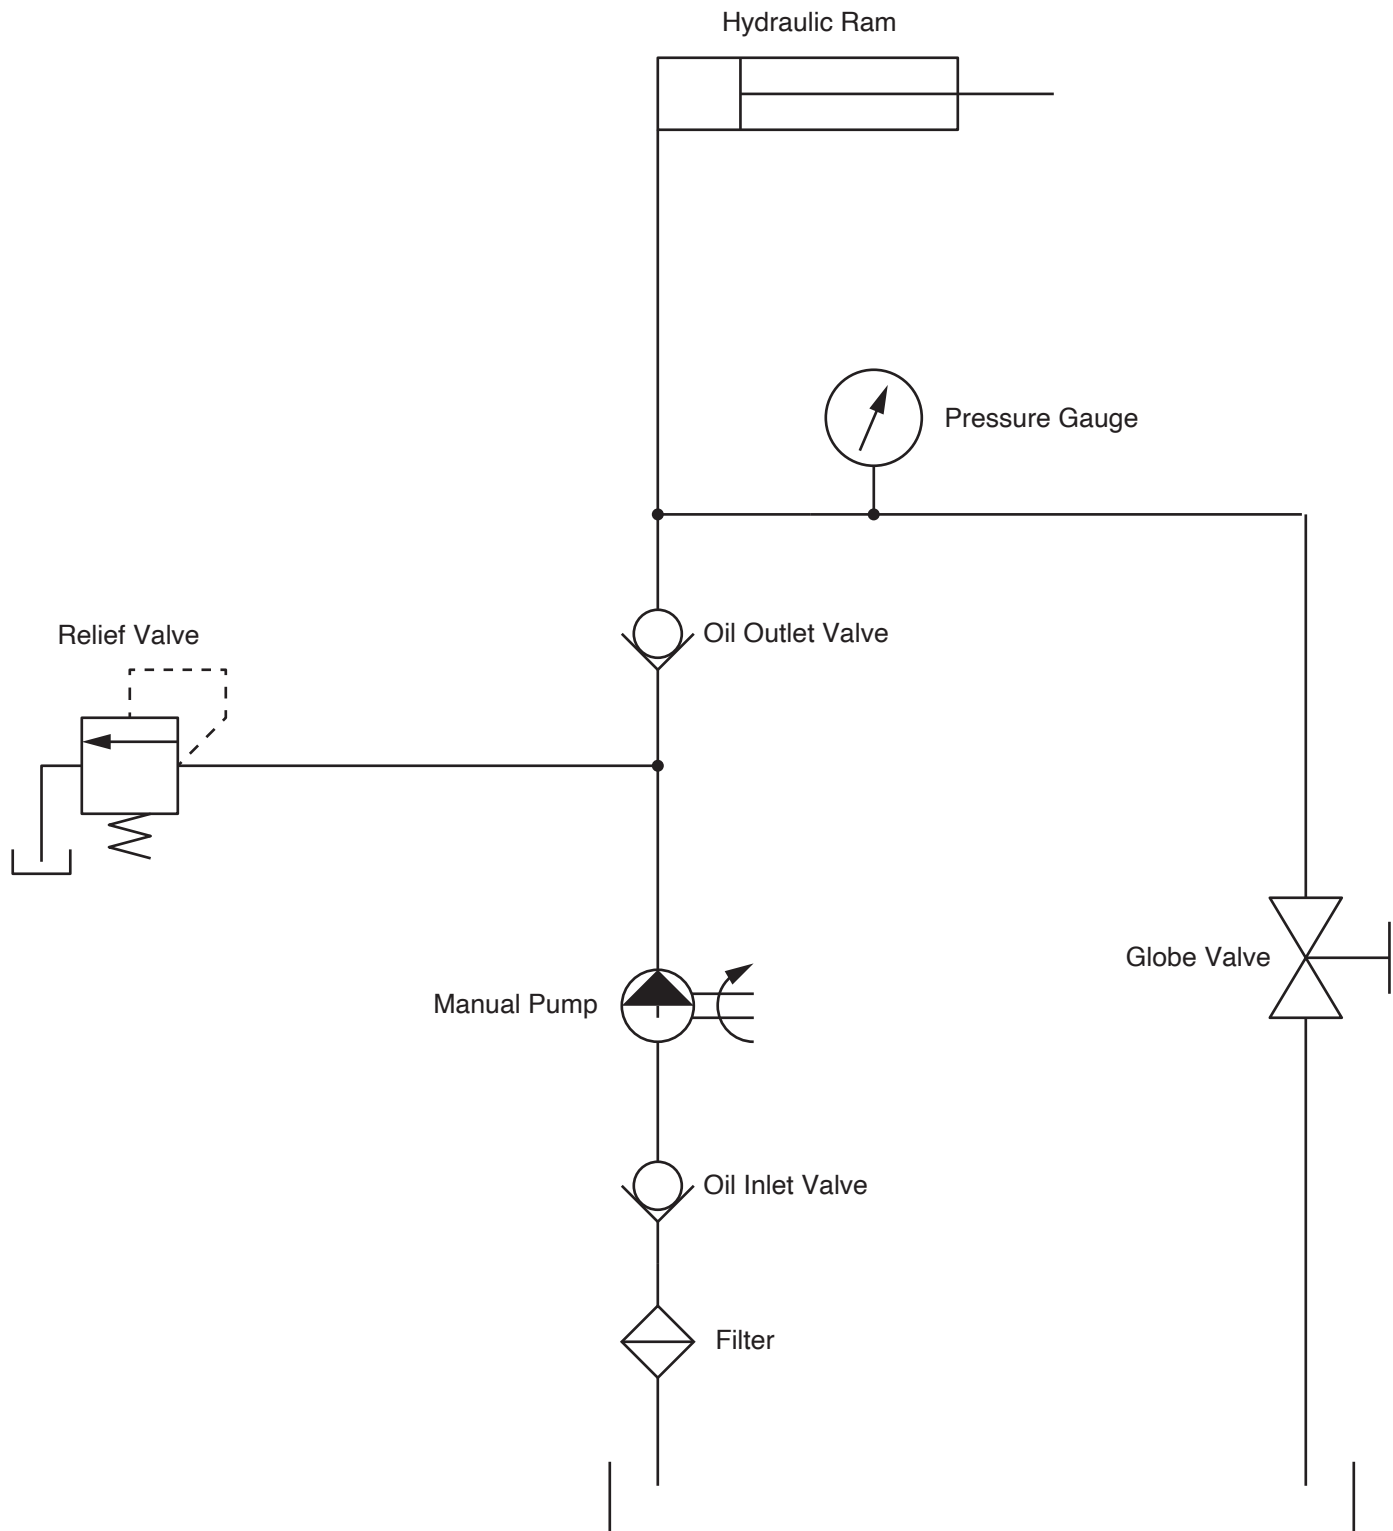 Hydraulic Ram
Pressure Gauge
Oil Outlet Valve
Relief Valve
Globe Valve
Manual Pump
Oil Inlet Valve
Filter